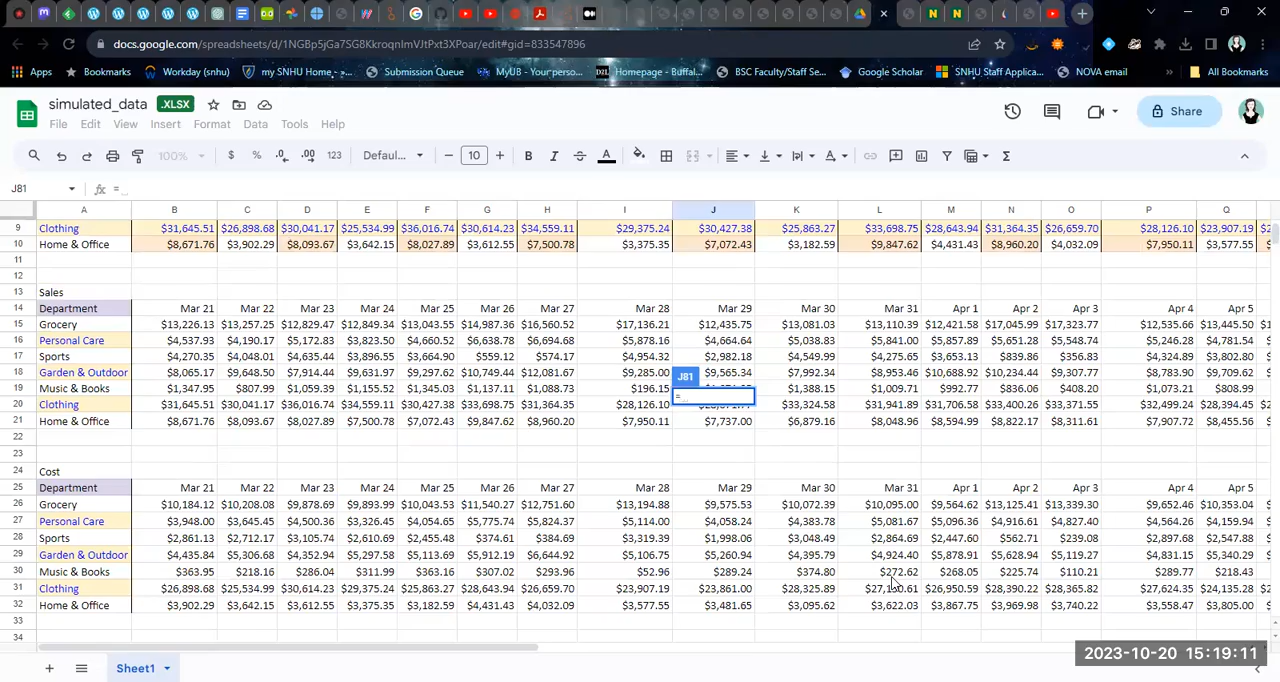 docs.google.com/spreadsheets/d/1NGBp5jGa7SG8KkroqnImVJtPxt3XPoar/edit#gid=833547896
Apps Bookmarks Workday (snhu) my SNHU Home - ... Submission Queue MyUB - Your perso... Homepage - Buffal... BSC Faculty/Staff Se... Google Scholar SNHU Staff Applica... NOVA email » All Bookmarks
simulated_data .XLSX
File Edit View Insert Format Data Tools Help
Share
100% $ % .0 .00 123 Defaul... 10 B I A
J81 fx =
A B C D E F G H I J K L M N O P Q
9 Clothing $31,645.51 $26,898.68 $30,041.17 $25,534.99 $36,016.74 $30,614.23 $34,559.11 $29,375.24 $30,427.38 $25,863.27 $33,698.75 $28,643.94 $31,364.35 $26,659.70 $28,126.10 $23,907.19
10 Home & Office $8,671.76 $3,902.29 $8,093.67 $3,642.15 $8,027.89 $3,612.55 $7,500.78 $3,375.35 $7,072.43 $3,182.59 $9,847.62 $4,431.43 $8,960.20 $4,032.09 $7,950.11 $3,577.55
11
12
13 Sales
14 Department Mar 21 Mar 22 Mar 23 Mar 24 Mar 25 Mar 26 Mar 27 Mar 28 Mar 29 Mar 30 Mar 31 Apr 1 Apr 2 Apr 3 Apr 4 Apr 5
15 Grocery $13,226.13 $13,257.25 $12,829.47 $12,849.34 $13,043.55 $14,987.36 $16,560.52 $17,136.21 $12,435.75 $13,081.03 $13,110.39 $12,421.58 $17,045.99 $17,323.77 $12,535.66 $13,445.50
16 Personal Care $4,537.93 $4,190.17 $5,172.83 $3,823.50 $4,660.52 $6,638.78 $6,694.68 $5,878.16 $4,664.64 $5,038.83 $5,841.00 $5,857.89 $5,651.28 $5,548.74 $5,246.28 $4,781.54
17 Sports $4,270.35 $4,048.01 $4,635.44 $3,896.55 $3,664.90 $559.12 $574.17 $4,954.32 $2,982.18 $4,549.99 $4,275.65 $3,653.13 $839.86 $356.83 $4,324.89 $3,802.80
18 Garden & Outdoor $8,065.17 $9,648.50 $7,914.44 $9,631.97 $9,297.61 $10,749.44 $12,081.67 $9,285.00 $9,565.34 $7,992.34 $8,953.46 $10,688.92 $10,234.44 $9,307.76 $8,783.90 $9,709.62
19 Music & Books $1,347.95 $807.99 $1,059.39 $1,155.52 $1,345.03 $1,137.11 $1,088.73 $196.15 $1,388.15 $1,009.71 $992.77 $836.06 $408.20 $1,073.21 $808.99
20 Clothing $31,645.51 $30,041.17 $36,016.74 $34,559.11 $30,427.38 $33,698.75 $31,364.35 $28,126.10 $33,324.58 $31,941.89 $31,706.58 $33,400.26 $33,371.55 $32,499.24 $28,394.45
21 Home & Office $8,671.76 $8,093.67 $8,027.89 $7,500.78 $7,072.43 $9,847.62 $8,960.20 $7,950.11 $7,737.00 $6,879.16 $8,048.96 $8,594.99 $8,822.17 $8,311.61 $7,907.72 $8,455.56
J81
=
22
23
24 Cost
25 Department Mar 21 Mar 22 Mar 23 Mar 24 Mar 25 Mar 26 Mar 27 Mar 28 Mar 29 Mar 30 Mar 31 Apr 1 Apr 2 Apr 3 Apr 4 Apr 5
26 Grocery $10,184.12 $10,208.08 $9,878.69 $9,893.99 $10,043.53 $11,540.27 $12,751.60 $13,194.88 $9,575.53 $10,072.39 $10,095.00 $9,564.62 $13,125.41 $13,339.30 $9,652.46 $10,353.04
27 Personal Care $3,948.00 $3,645.45 $4,500.36 $3,326.45 $4,054.65 $5,775.74 $5,824.37 $5,114.00 $4,058.24 $4,383.78 $5,081.67 $5,096.36 $4,916.61 $4,827.40 $4,564.26 $4,159.94
28 Sports $2,861.13 $2,712.17 $3,105.74 $2,610.69 $2,455.48 $374.61 $384.69 $3,319.39 $1,998.06 $3,048.49 $2,864.69 $2,447.60 $562.71 $239.08 $2,897.68 $2,547.88
29 Garden & Outdoor $4,435.84 $5,306.68 $4,352.94 $5,297.58 $5,113.69 $5,912.19 $6,644.92 $5,106.75 $5,260.94 $4,395.79 $4,924.40 $5,878.91 $5,628.94 $5,119.27 $4,831.15 $5,340.29
30 Music & Books $363.95 $218.16 $286.04 $311.99 $363.16 $307.02 $293.96 $52.96 $289.24 $374.80 $272.62 $268.05 $225.74 $110.21 $289.77 $218.43
31 Clothing $26,898.68 $25,534.99 $30,614.23 $29,375.24 $25,863.27 $28,643.94 $26,659.70 $23,907.19 $23,861.00 $28,325.89 $26,950.59 $28,390.22 $28,365.82 $27,624.35 $24,135.28
32 Home & Office $3,902.29 $3,642.15 $3,612.55 $3,375.35 $3,182.59 $4,431.43 $4,032.09 $3,577.55 $3,481.65 $3,095.62 $3,622.03 $3,867.75 $3,969.98 $3,740.22 $3,558.47 $3,805.00
33
34
Sheet1
2023-10-20 15:19:11